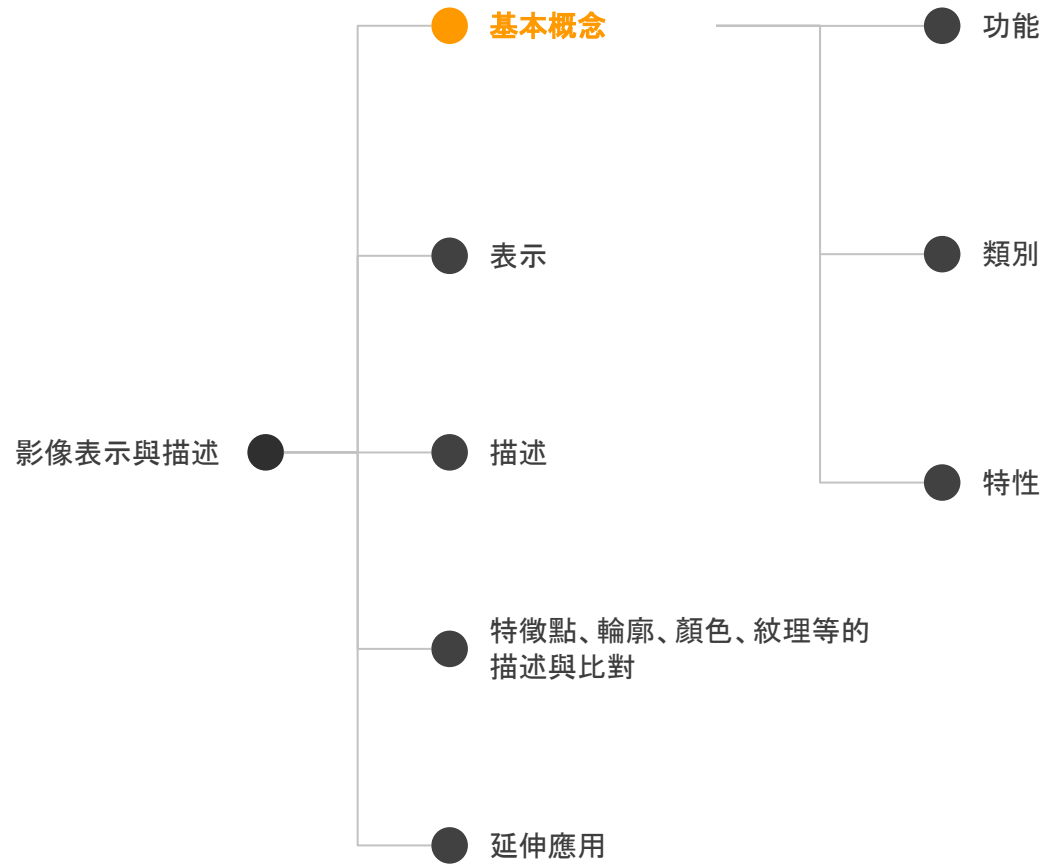 基本概念
功能
表示
類別
影像表示與描述
描述
特性
特徵點、輪廓、顏色、紋理等的
描述與比對
延伸應用